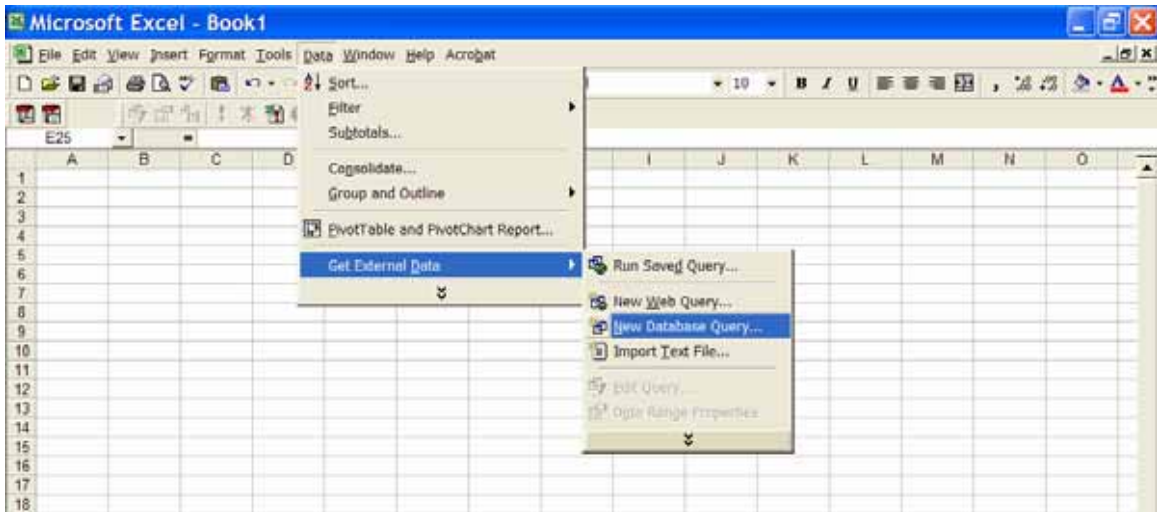 Microsoft Excel - Book1
File Edit View Insert Format Tools Data Window Help Acrobat
10 B I U
E25 =
A B C D I J K L M N O
Sort...
Filter
Subtotals...
Consolidate...
Group and Outline
PivotTable and PivotChart Report...
Get External Data
Run Saved Query...
New Web Query...
New Database Query...
Import Text File...
Edit Query...
Data Range Properties
1
2
3
4
5
6
7
8
9
10
11
12
13
14
15
16
17
18